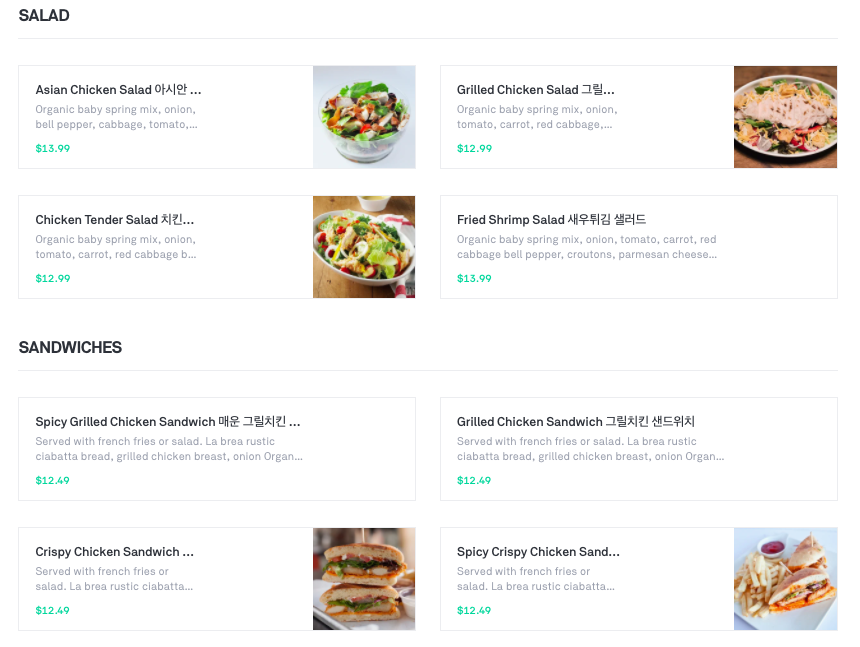 SALAD
Asian Chicken Salad 아시안 ...
Organic baby spring mix, onion,
bell pepper, cabbage, tomato,...
$13.99
Grilled Chicken Salad 그릴...
Organic baby spring mix, onion,
tomato, carrot, red cabbage,...
$12.99
Chicken Tender Salad 치킨...
Organic baby spring mix, onion,
tomato, carrot, red cabbage b...
$12.99
Fried Shrimp Salad 새우튀김 샐러드
Organic baby spring mix, onion, tomato, carrot, red
cabbage bell pepper, croutons, parmesan cheese...
$13.99
SANDWICHES
Spicy Grilled Chicken Sandwich 매운 그릴치킨 ...
Served with french fries or salad. La brea rustic
ciabatta bread, grilled chicken breast, onion Organ...
$12.49
Grilled Chicken Sandwich 그릴치킨 샌드위치
Served with french fries or salad. La brea rustic
ciabatta bread, grilled chicken breast, onion Organ...
$12.49
Crispy Chicken Sandwich ...
Served with french fries or
salad. La brea rustic ciabatta...
$12.49
Spicy Crispy Chicken Sand...
Served with french fries or
salad. La brea rustic ciabatta...
$12.49